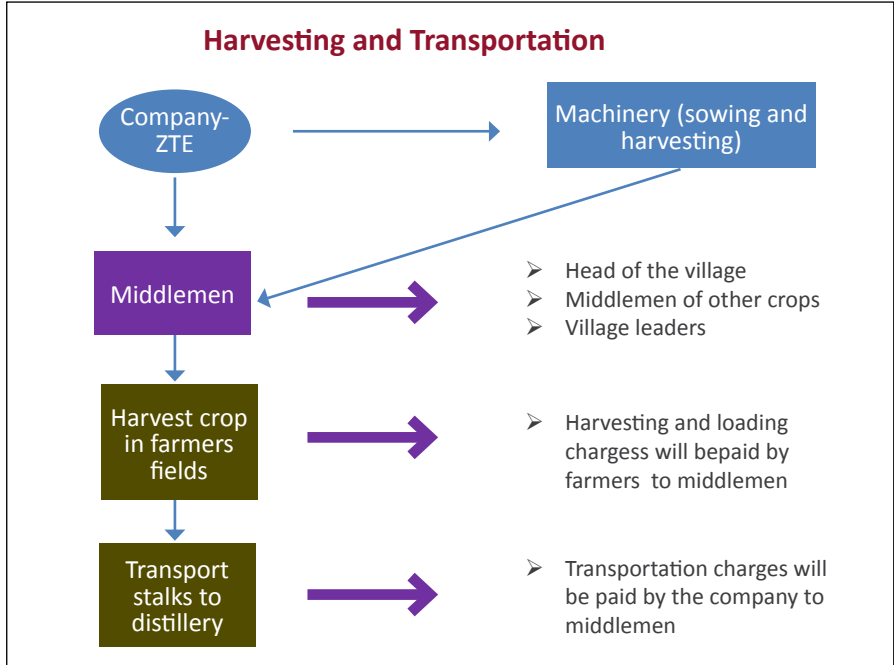 Harvesting and Transportation
Company-
ZTE
Machinery (sowing and
harvesting)
Middlemen
➢ Head of the village
➢ Middlemen of other crops
➢ Village leaders
Harvest crop
in farmers
fields
➢ Harvesting and loading
chargess will bepaid by
farmers to middlemen
Transport
stalks to
distillery
➢ Transportation charges will
be paid by the company to
middlemen